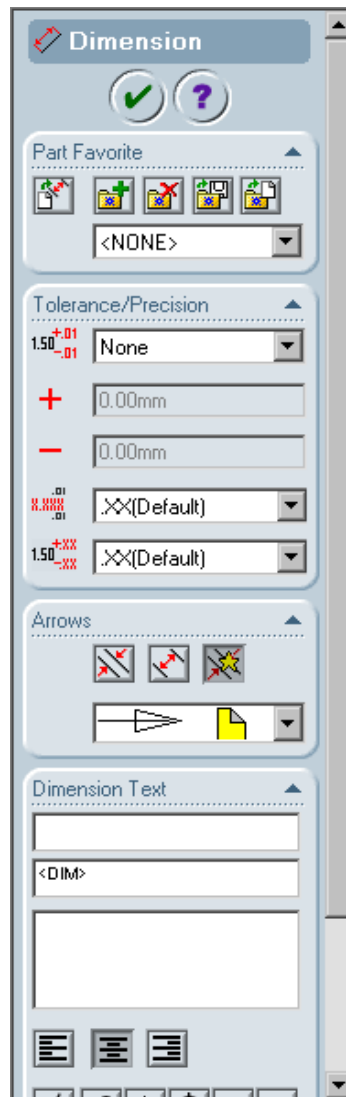 Dimension
?
Part Favorite
<NONE>
Tolerance/Precision
1.50 +.01 -.01 None
+ 0.00mm
- 0.00mm
X.XXX .01 .01 .XX(Default)
1.50 +.XX -.XX .XX(Default)
Arrows
Dimension Text
<DIM>